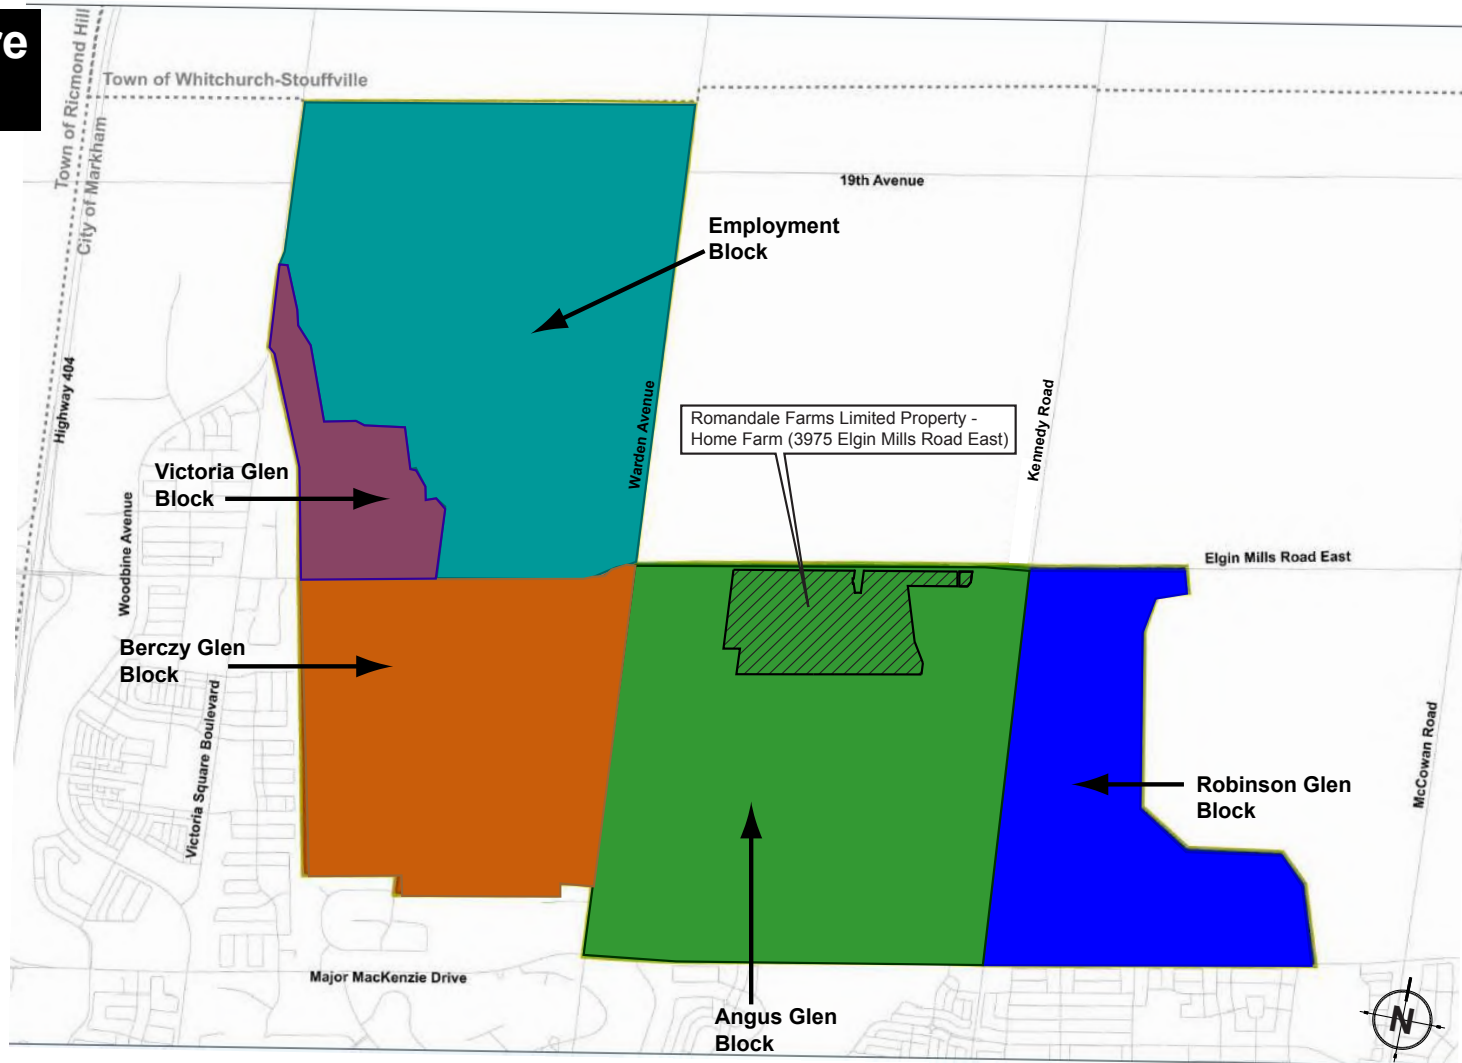 re
Town of Whitchurch-Stouffville
Town of Ricmond Hill
City of Markham
19th Avenue
Employment
Block
Highway 404
Warden Avenue
Kennedy Road
Romandale Farms Limited Property -
Home Farm (3975 Elgin Mills Road East)
Victoria Glen
Block
Woodbine Avenue
Elgin Mills Road East
Berczy Glen
Block
Victoria Square Boulevard
McCowan Road
Robinson Glen
Block
Major MacKenzie Drive
Angus Glen
Block
N